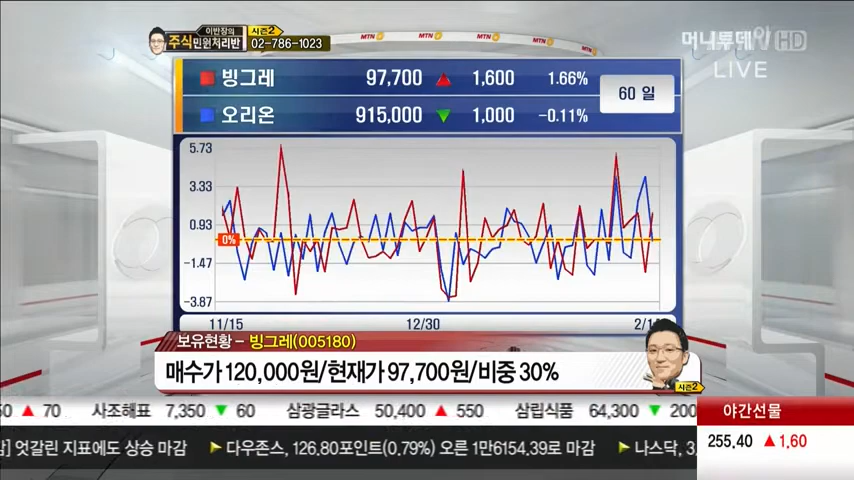 이반장의 시즌2
주식민원처리반 02-786-1023
MTN MTN MTN MTN
머니투데이 HD
LIVE
빙그레 97,700 ▲ 1,600 1.66%
오리온 915,000 ▼ 1,000 -0.11%
60 일
5.73
3.33
0.93
0%
-1.47
-3.87
11/15 12/30
보유현황 - 빙그레(005180)
매수가 120,000원/현재가 97,700원/비중 30%
시즌2
50 ▲ 70 사조해표 7,350 ▼ 60 삼광글라스 50,400 ▲ 550 삼립식품 64,300 ▼ 200
야간선물
255,40 ▲ 1,60
감] 엇갈린 지표에도 상승 마감 ▶ 다우존스, 126.80포인트(0.79%) 오른 1만6154.39로 마감 ▶ 나스닥, 3,